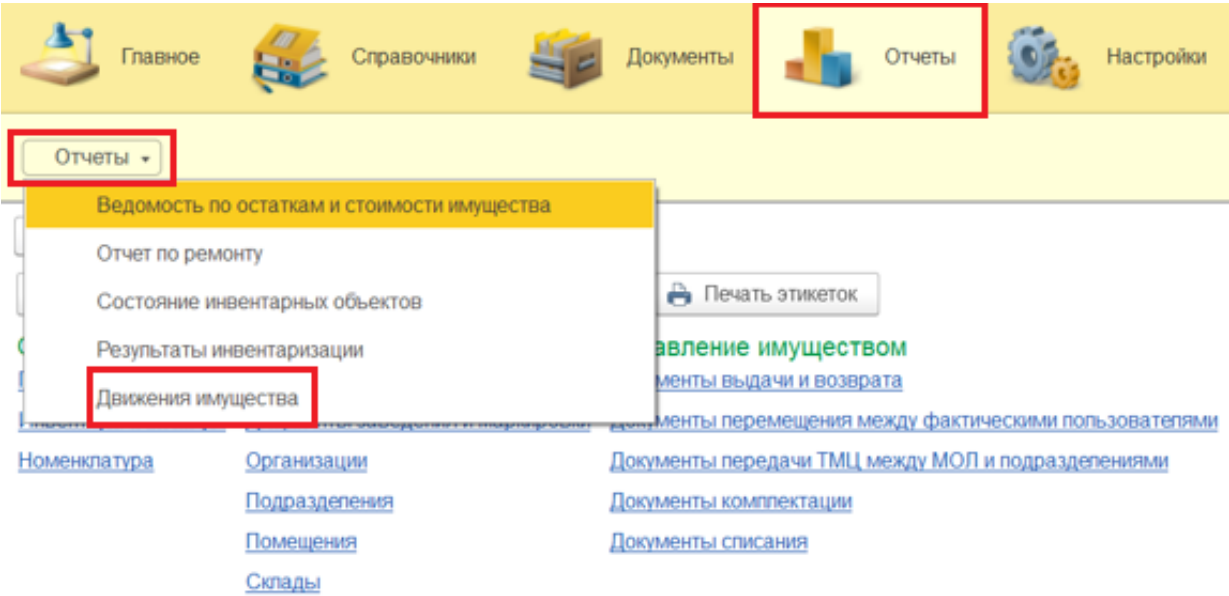 Главное Справочники Документы Отчеты Настройки
Отчеты
Ведомость по остаткам и стоимости имущества
Отчет по ремонту
Состояние инвентарных объектов
Результаты инвентаризации
Движения имущества
Печать этикеток
авление имуществом
менты выдачи и возврата
менты перемещения между фактическими пользователями
Номенклатура Организации Документы передачи ТМЦ между МОЛ и подразделениями
Подразделения Документы комплектации
Помещения Документы списания
Склады